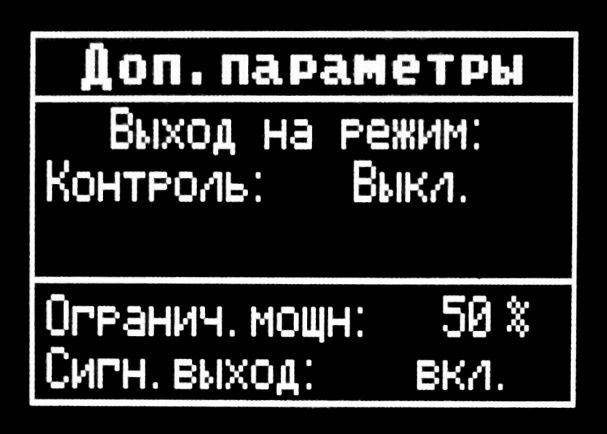 Доп. параметры
Выход на режим:
Контроль: Выкл.
Огранич. мощн: 50 %
Сигн. выход: вкл.